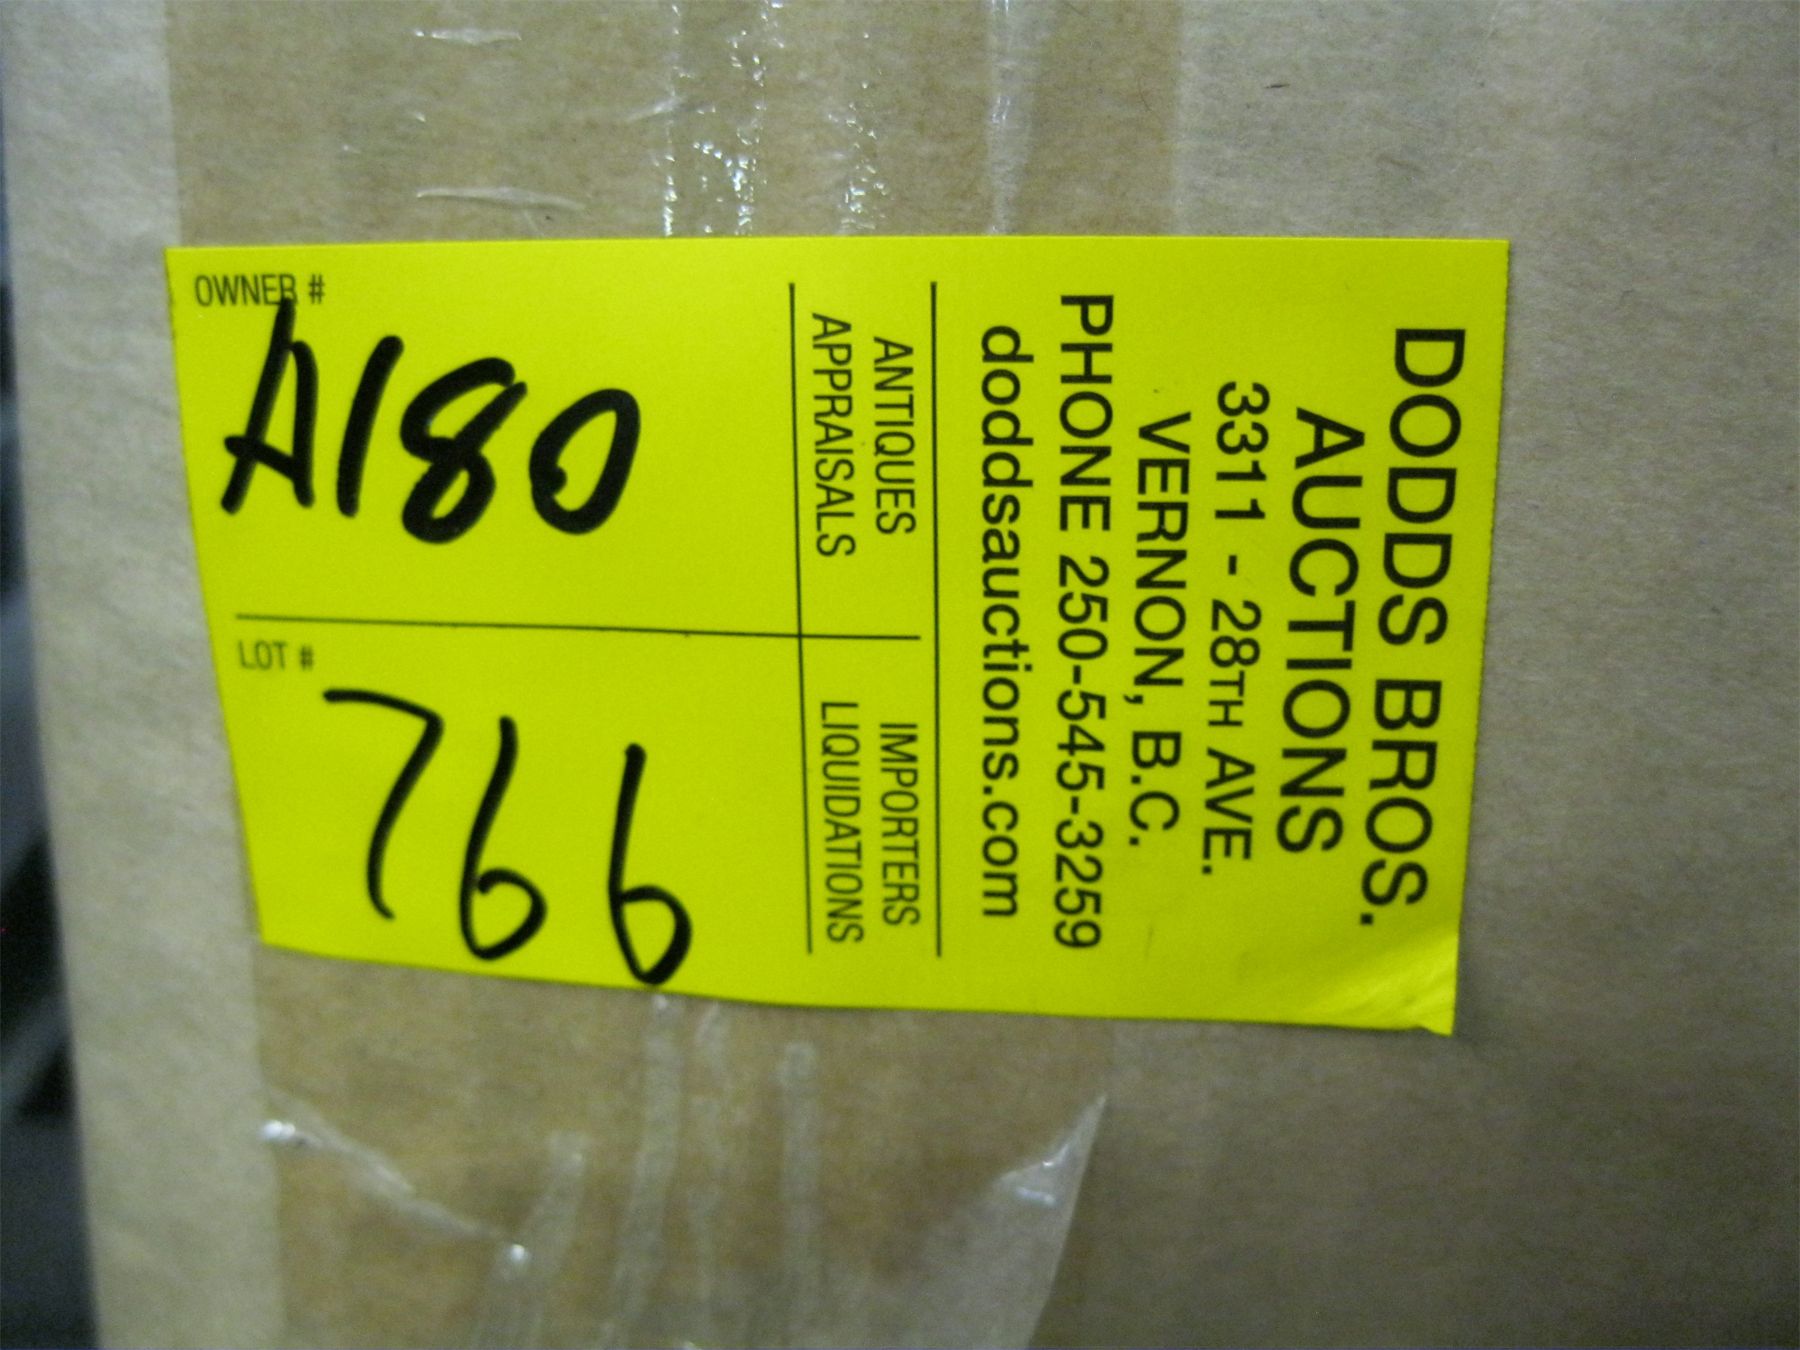 DODDS BROS.
AUCTIONS
3311 - 28TH AVE.
VERNON, B.C.
PHONE 250-545-3259
doddsauctions.com
ANTIQUES
APPRAISALS
IMPORTERS
LIQUIDATIONS
OWNER #
A180
LOT #
766